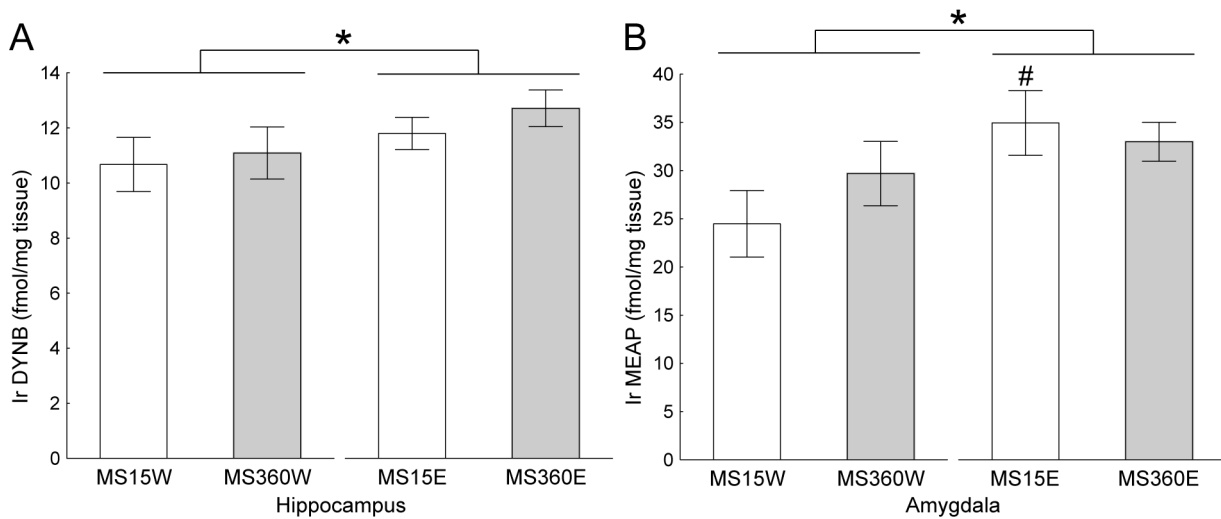 A
*
Ir DYNB (fmol/mg tissue)
14
12
10
8
6
4
2
0
MS15W MS360W MS15E MS360E
Hippocampus
B
*
#
Ir MEAP (fmol/mg tissue)
40
35
30
25
20
15
10
5
0
MS15W MS360W MS15E MS360E
Amygdala